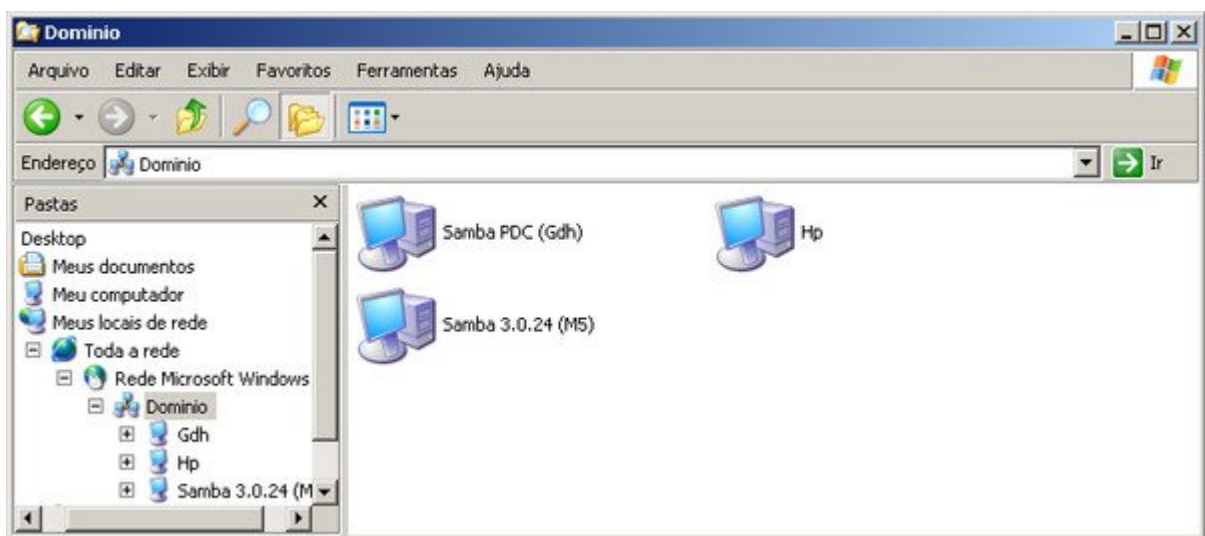 Dominio
Arquivo Editar Exibir Favoritos Ferramentas Ajuda
Endereço Dominio Ir
Pastas
Desktop
Meus documentos
Meu computador
Meus locais de rede
Toda a rede
Rede Microsoft Windows
Dominio
Gdh
Hp
Samba 3.0.24 (M
Samba PDC (Gdh)
Hp
Samba 3.0.24 (M5)